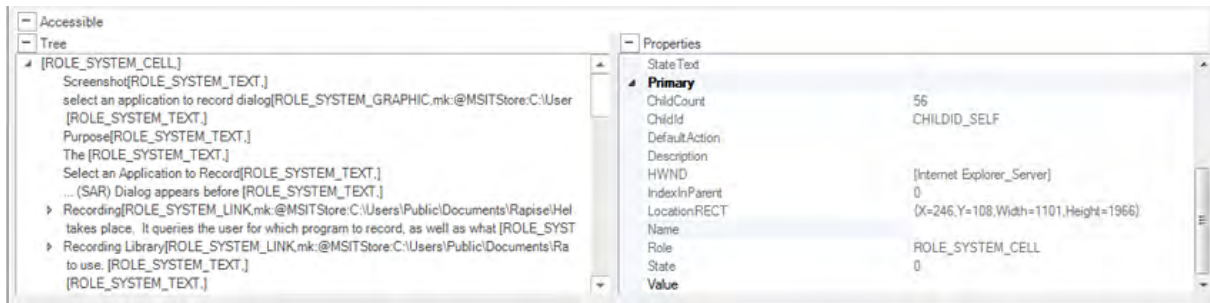 Accessible
Tree
[ROLE_SYSTEM_CELL,]
Screenshot[ROLE_SYSTEM_TEXT,]
select an application to record dialog[ROLE_SYSTEM_GRAPHIC,mk:@MSITStore:C:\User
[ROLE_SYSTEM_TEXT,]
Purpose[ROLE_SYSTEM_TEXT,]
The [ROLE_SYSTEM_TEXT,]
Select an Application to Record[ROLE_SYSTEM_TEXT,]
... (SAR) Dialog appears before [ROLE_SYSTEM_TEXT,]
Recording[ROLE_SYSTEM_LINK,mk:@MSITStore:C:\Users\Public\Documents\Rapise\Hel
takes place.  It queries the user for which program to record, as well as what [ROLE_SYST
Recording Library[ROLE_SYSTEM_LINK,mk:@MSITStore:C:\Users\Public\Documents\Ra
to use. [ROLE_SYSTEM_TEXT,]
[ROLE_SYSTEM_TEXT,]
Properties
StateText
Primary
ChildCount 56
ChildId CHILDID_SELF
DefaultAction
Description
HWND [Internet Explorer_Server]
IndexInParent 0
LocationRECT {X=246,Y=108,Width=1101,Height=1966}
Name
Role ROLE_SYSTEM_CELL
State 0
Value